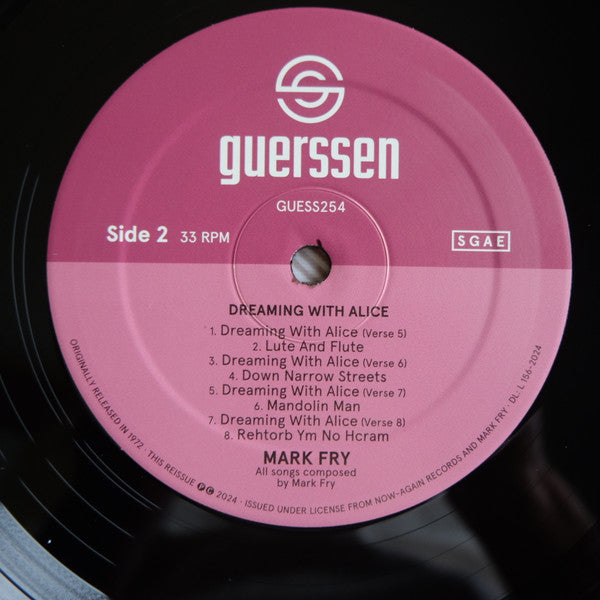 guerssen
GUESS254
Side 2 33 RPM
SGAE
DREAMING WITH ALICE
1. Dreaming With Alice (Verse 5)
2. Lute And Flute
3. Dreaming With Alice (Verse 6)
4. Down Narrow Streets
5. Dreaming With Alice (Verse 7)
6. Mandolin Man
7. Dreaming With Alice (Verse 8)
8. Rehtorb Ym No Hcram
MARK FRY
All songs composed
by Mark Fry
ORIGINALLY RELEASED IN 1972 · THIS REISSUE ℗ © 2024 · ISSUED UNDER LICENSE FROM NOW-AGAIN RECORDS AND MARK FRY · DL: L 156-2024